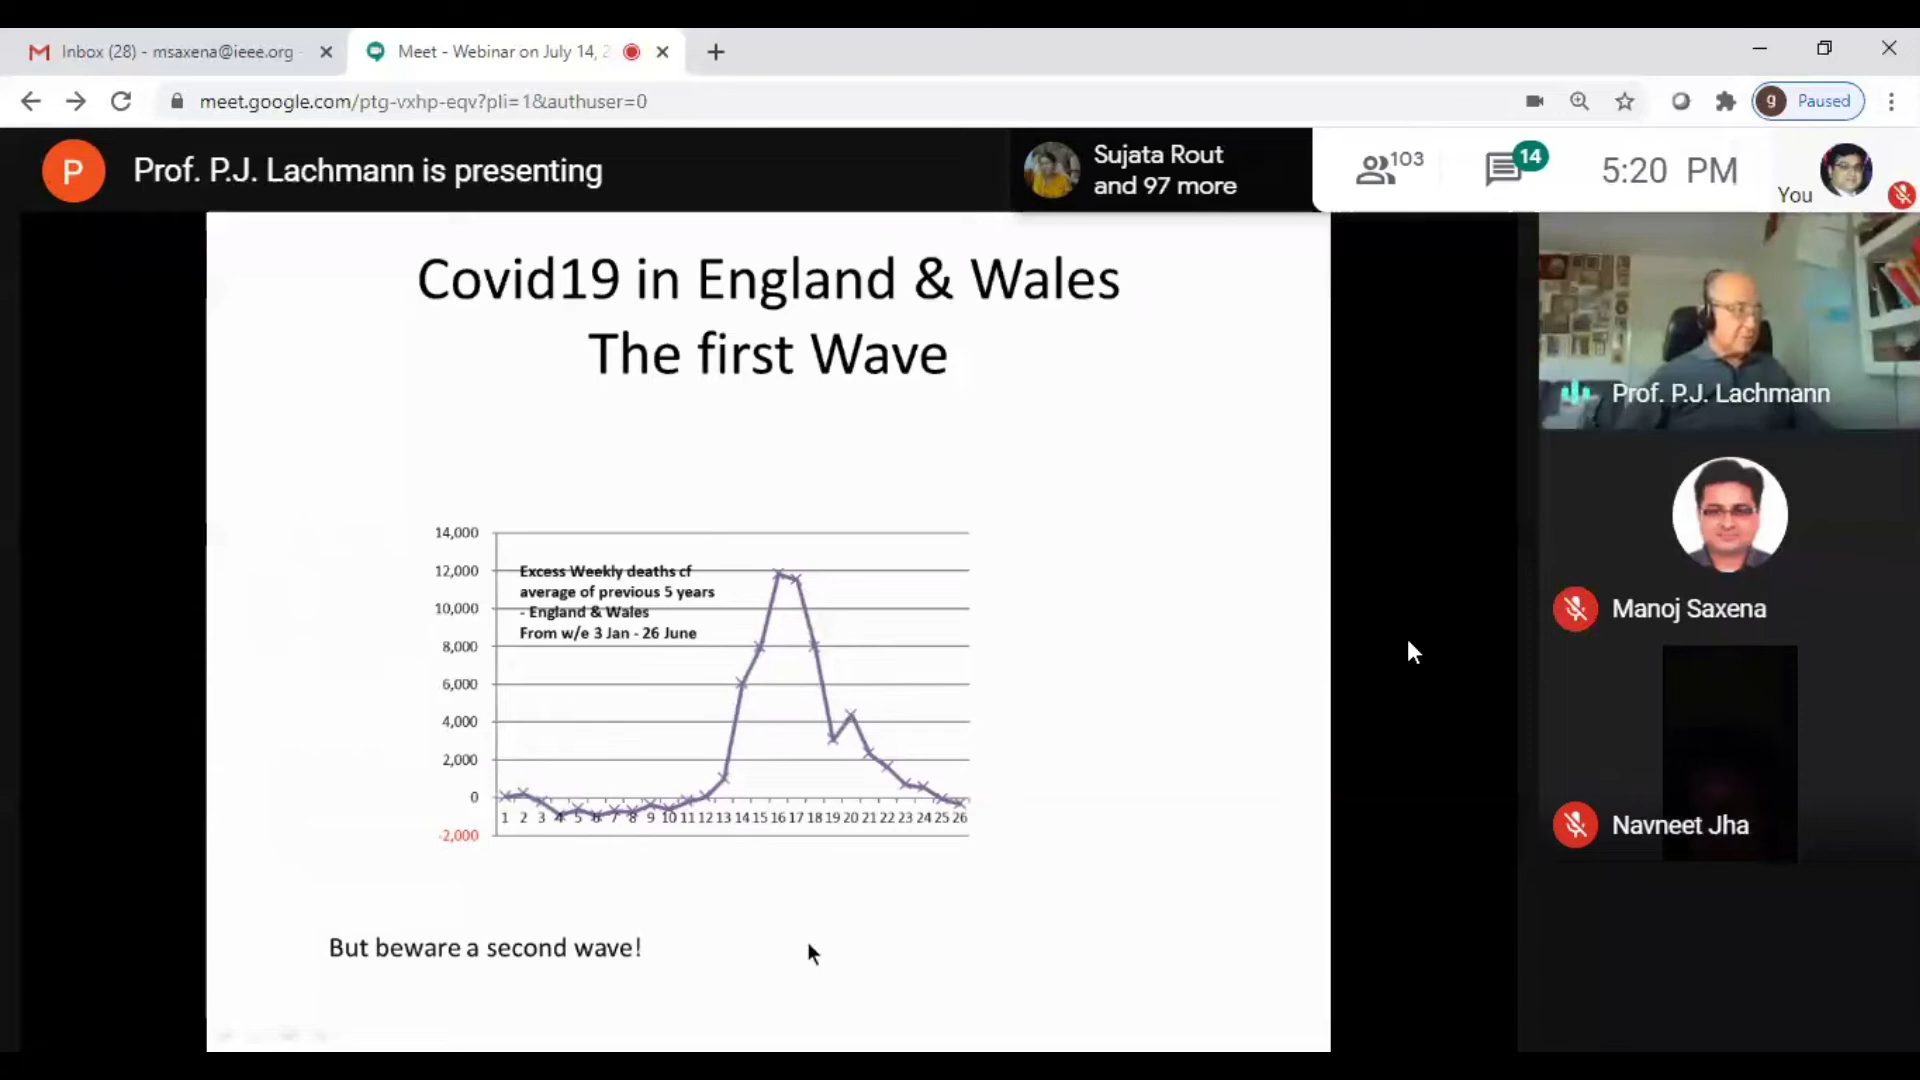 Inbox (28) - msaxena@ieee.org -
Meet - Webinar on July 14, 2
meet.google.com/ptg-vxhp-eqv?pli=1&authuser=0
g Paused
P Prof. P.J. Lachmann is presenting
Sujata Rout
and 97 more
103
14
5:20 PM
You
Covid19 in England & Wales
The first Wave
14,000
12,000
10,000
8,000
6,000
4,000
2,000
0
-2,000
Excess Weekly deaths cf
average of previous 5 years
- England & Wales
From w/e 3 Jan - 26 June
1 2 3 4 5 6 7 8 9 10 11 12 13 14 15 16 17 18 19 20 21 22 23 24 25 26
But beware a second wave!
Prof. P.J. Lachmann
Manoj Saxena
Navneet Jha